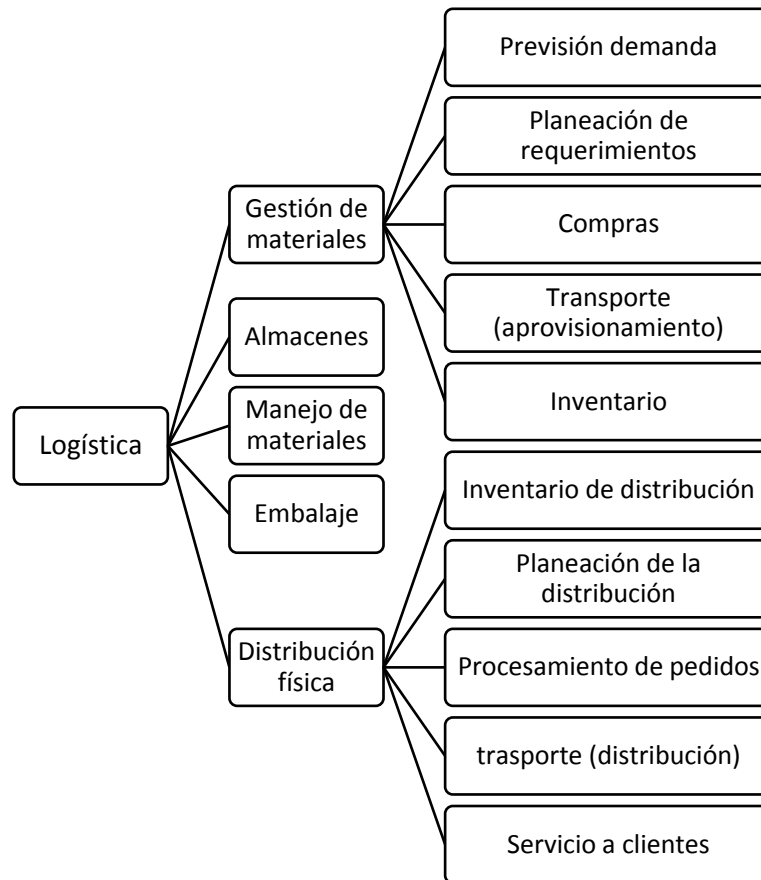 Logística
Gestión de
materiales
Almacenes
Manejo de
materiales
Embalaje
Distribución
física
Previsión demanda
Planeación de
requerimientos
Compras
Transporte
(aprovisionamiento)
Inventario
Inventario de distribución
Planeación de la
distribución
Procesamiento de pedidos
trasporte (distribución)
Servicio a clientes